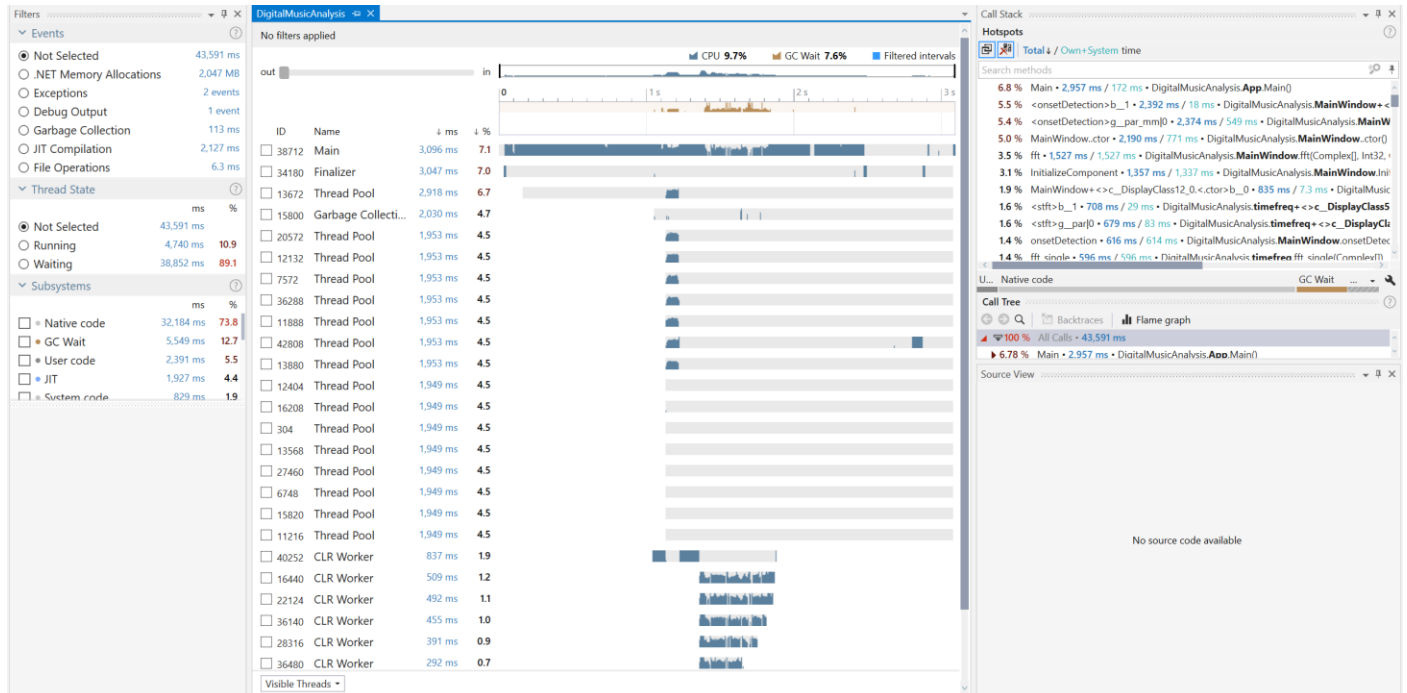 Filters
Events
Not Selected 43,591 ms
.NET Memory Allocations 2,047 MB
Exceptions 2 events
Debug Output 1 event
Garbage Collection 113 ms
JIT Compilation 2,127 ms
File Operations 6.3 ms
Thread State
ms %
Not Selected 43,591 ms
Running 4,740 ms 10.9
Waiting 38,852 ms 89.1
Subsystems
ms %
Native code 32,184 ms 73.8
GC Wait 5,549 ms 12.7
User code 2,391 ms 5.5
JIT 1,927 ms 4.4
System code 829 ms 1.9
DigitalMusicAnalysis
No filters applied
CPU 9.7% GC Wait 7.6% Filtered intervals
out in
0 1 s 2 s 3 s
ID Name ↓ ms ↓ %
38712 Main 3,096 ms 7.1
34180 Finalizer 3,047 ms 7.0
13672 Thread Pool 2,918 ms 6.7
15800 Garbage Collecti... 2,030 ms 4.7
20572 Thread Pool 1,953 ms 4.5
12132 Thread Pool 1,953 ms 4.5
7572 Thread Pool 1,953 ms 4.5
36288 Thread Pool 1,953 ms 4.5
11888 Thread Pool 1,953 ms 4.5
42808 Thread Pool 1,953 ms 4.5
13880 Thread Pool 1,953 ms 4.5
12404 Thread Pool 1,949 ms 4.5
16208 Thread Pool 1,949 ms 4.5
304 Thread Pool 1,949 ms 4.5
13568 Thread Pool 1,949 ms 4.5
27460 Thread Pool 1,949 ms 4.5
6748 Thread Pool 1,949 ms 4.5
15820 Thread Pool 1,949 ms 4.5
11216 Thread Pool 1,949 ms 4.5
40252 CLR Worker 837 ms 1.9
16440 CLR Worker 509 ms 1.2
22124 CLR Worker 492 ms 1.1
36140 CLR Worker 455 ms 1.0
28316 CLR Worker 391 ms 0.9
36480 CLR Worker 292 ms 0.7
Visible Threads
Call Stack
Hotspots
Total↓ / Own+System time
Search methods
6.8 % Main • 2,957 ms / 172 ms • DigitalMusicAnalysis.App.Main()
5.5 % <onsetDetection>b__1 • 2,392 ms / 18 ms • DigitalMusicAnalysis.MainWindow+<
5.4 % <onsetDetection>g__par_mm|0 • 2,374 ms / 549 ms • DigitalMusicAnalysis.MainW
5.0 % MainWindow..ctor • 2,190 ms / 771 ms • DigitalMusicAnalysis.MainWindow..ctor()
3.5 % fft • 1,527 ms / 1,527 ms • DigitalMusicAnalysis.MainWindow.fft(Complex[], Int32,
3.1 % InitializeComponent • 1,357 ms / 1,337 ms • DigitalMusicAnalysis.MainWindow.Ini
1.9 % MainWindow+<>c__DisplayClass12_0.<.ctor>b__0 • 835 ms / 7.3 ms • DigitalMusic
1.6 % <stft>b__1 • 708 ms / 29 ms • DigitalMusicAnalysis.timefreq+<>c__DisplayClass5
1.6 % <stft>g__par|0 • 679 ms / 83 ms • DigitalMusicAnalysis.timefreq+<>c__DisplayCla
1.4 % onsetDetection • 616 ms / 614 ms • DigitalMusicAnalysis.MainWindow.onsetDetec
1.4 % fft_single • 596 ms / 596 ms • DigitalMusicAnalysis.timefreq.fft_single(Complex[])
U... Native code GC Wait ...
Call Tree
Backtraces Flame graph
100 % All Calls • 43,591 ms
6.78 % Main • 2,957 ms • DigitalMusicAnalysis.App.Main()
Source View
No source code available